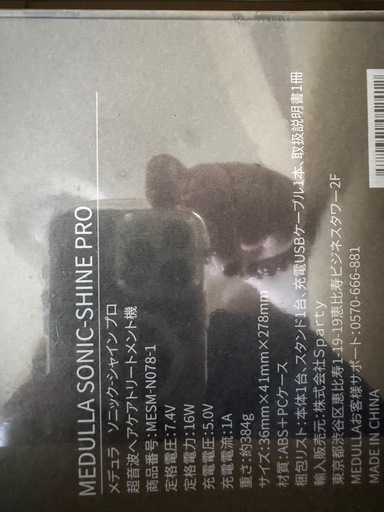 MEDULLA SONIC-SHINE PRO
メデュラ ソニック-シャイン プロ
超音波 ヘアケアトリートメント機
商品番号：MESM-N078-1
定格電圧：7.4V
定格電力：16W
充電電圧：5.0V
充電電流：1A
重さ：約384g
サイズ：36mm×41mm×278mm
材質：ABS＋PCケース
梱包リスト：本体1台、スタンド1台、充電USBケーブル1本、取扱説明書1冊
輸入販売元：株式会社Sparty
東京都渋谷区恵比寿1-19-19恵比寿ビジネスタワー2F
MEDULLAお客様サポート：0570-666-881
MADE IN CHINA